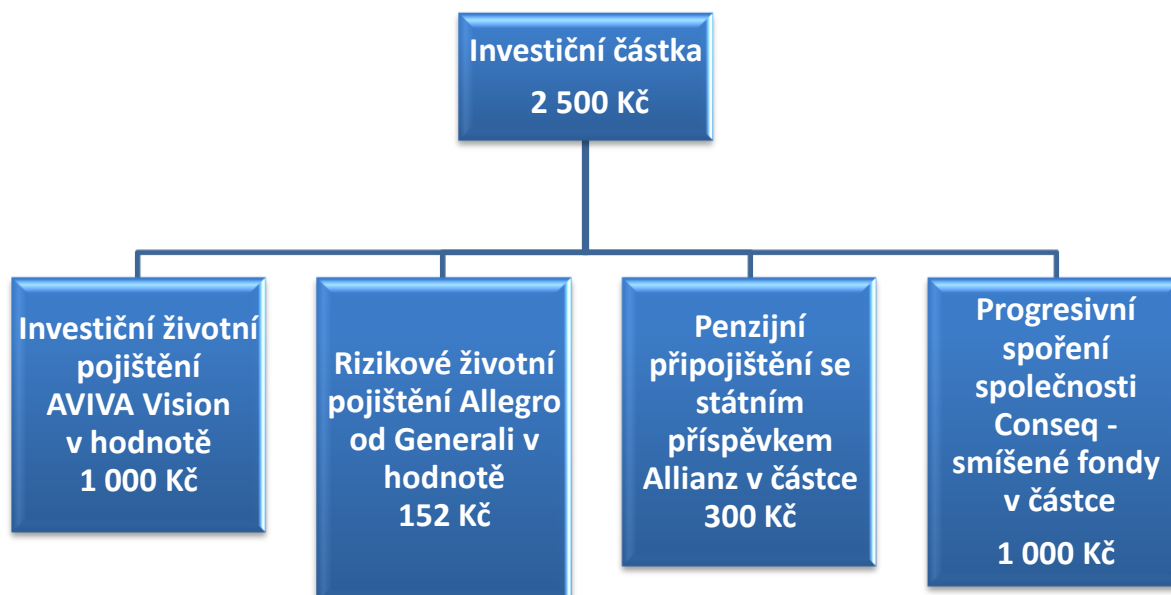 Investiční částka
2 500 Kč
Investiční životní
pojištění
AVIVA Vision
v hodnotě
1 000 Kč
Rizikové životní
pojištění Allegro
od Generali v
hodnotě
152 Kč
Penzijní
připojištění se
státním
příspěvkem
Allianz v částce
300 Kč
Progresivní
spoření
společnosti
Conseq -
smíšené fondy
v částce
1 000 Kč